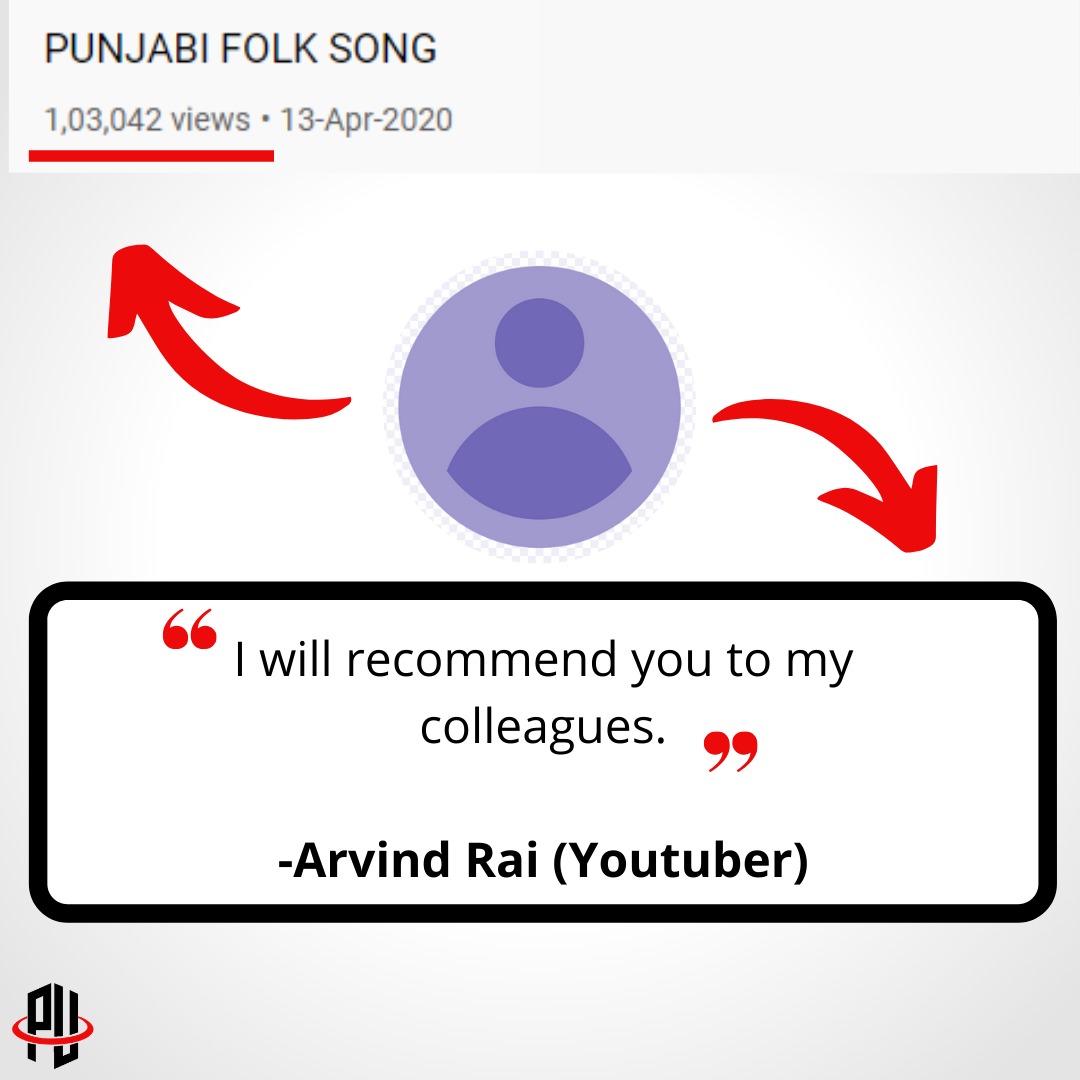 PUNJABI FOLK SONG
1,03,042 views • 13-Apr-2020
“ I will recommend you to my
colleagues. ”
-Arvind Rai (Youtuber)